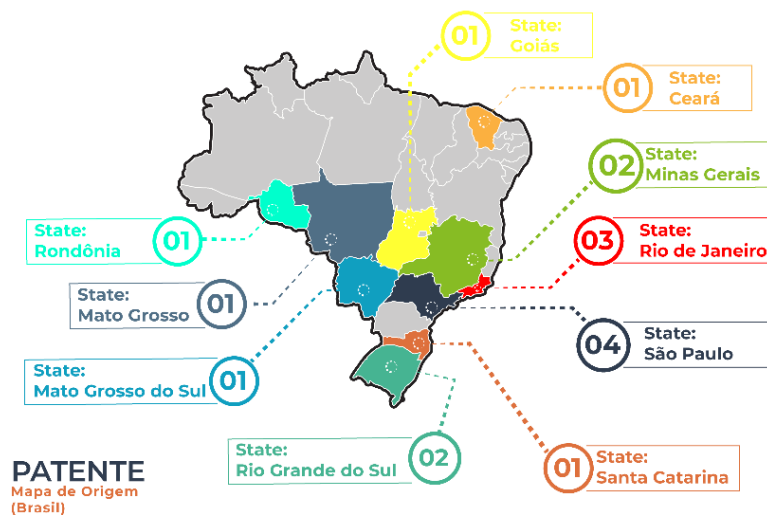 01
State:
Goiás
01
State:
Ceará
02
State:
Minas Gerais
03
State:
Rio de Janeiro
04
State:
São Paulo
01
State:
Santa Catarina
State:
Rondônia
01
State:
Mato Grosso
01
State:
Mato Grosso do Sul
01
State:
Rio Grande do Sul
02
PATENTE
Mapa de Origem
(Brasil)